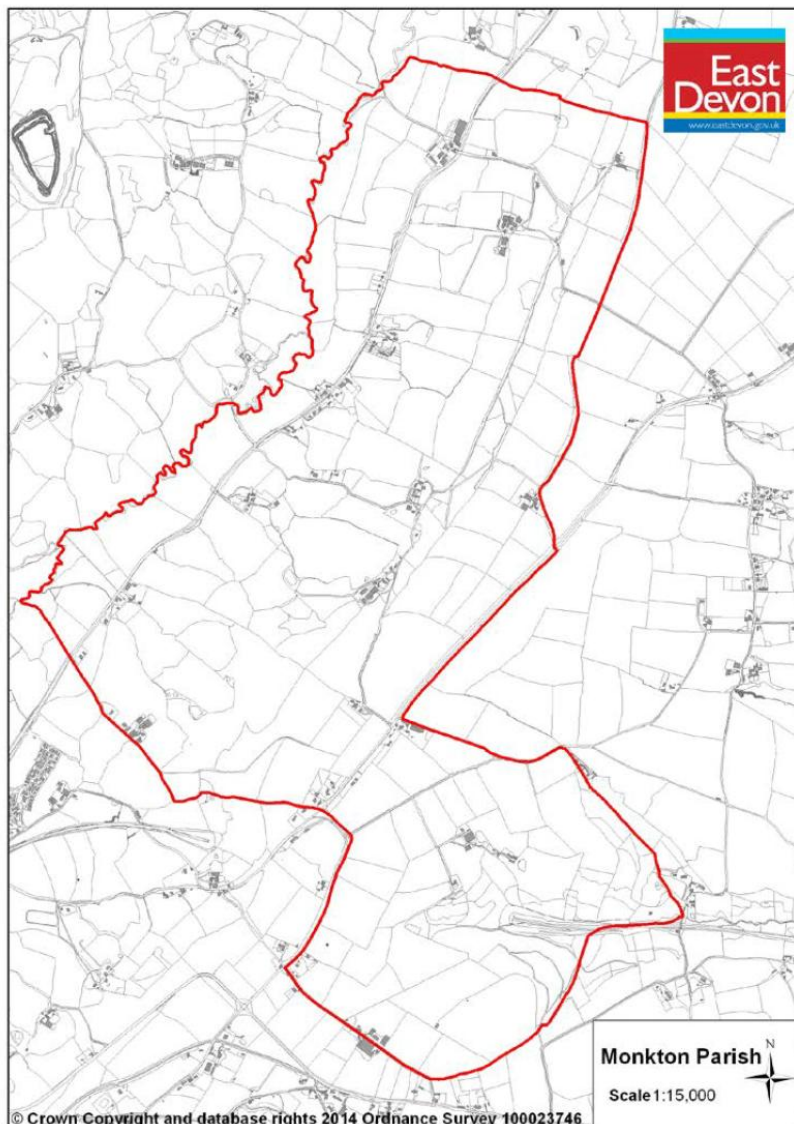 East
Devon
www.eastdevon.gov.uk
Monkton Parish
N
Scale 1:15,000
© Crown Copyright and database rights 2014 Ordnance Survey 100023746